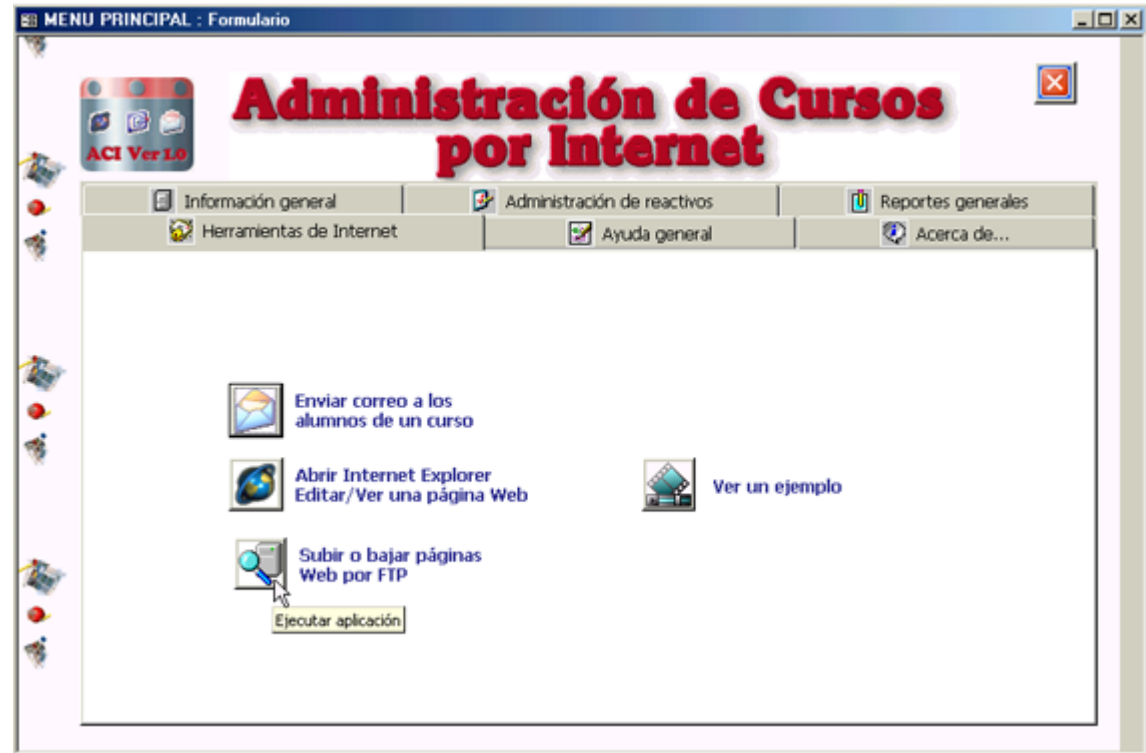 MENU PRINCIPAL : Formulario
ACI Ver 1.0
Administración de Cursos
por Internet
Información general
Administración de reactivos
Reportes generales
Herramientas de Internet
Ayuda general
Acerca de...
Enviar correo a los
alumnos de un curso
Abrir Internet Explorer
Editar/Ver una página Web
Ver un ejemplo
Subir o bajar páginas
Web por FTP
Ejecutar aplicación